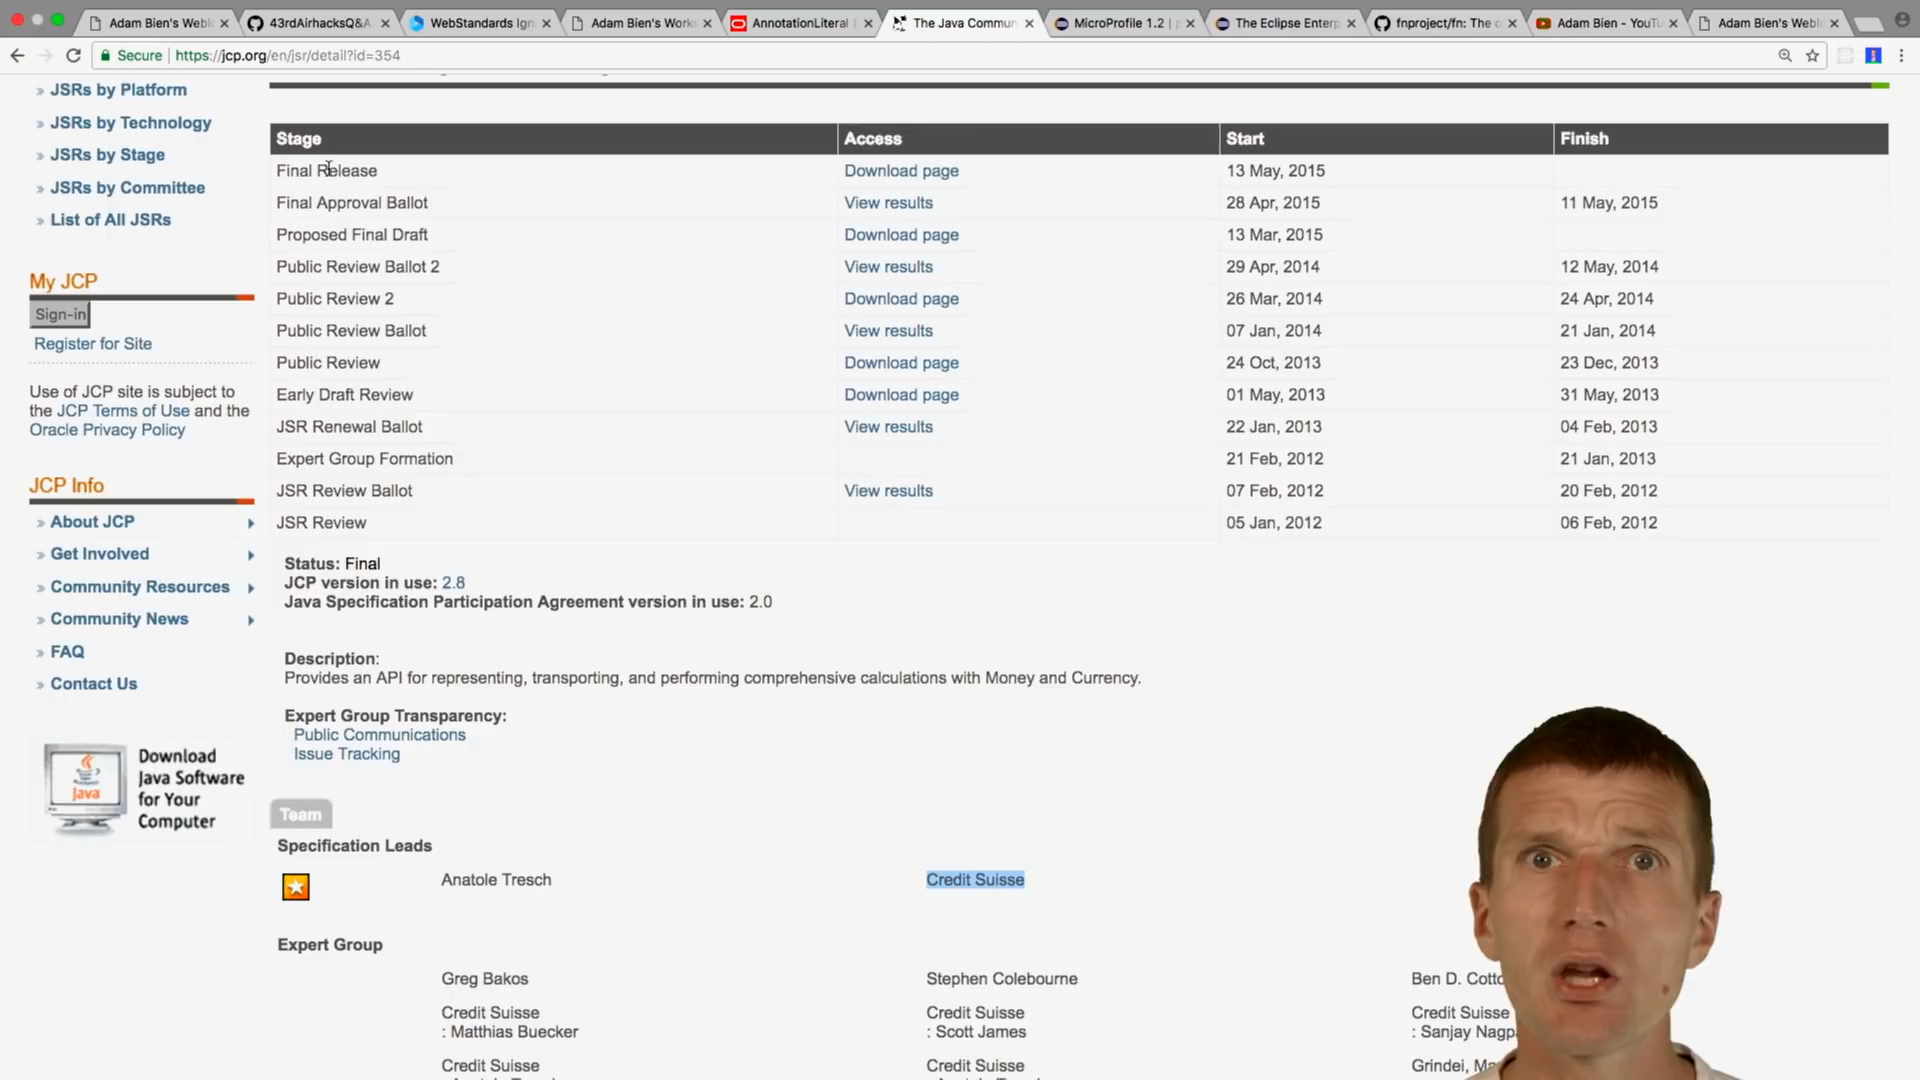 Adam Bien's Webl
43rdAirhacksQ&A
WebStandards Ign
Adam Bien's Work
AnnotationLiteral
The Java Commun
MicroProfile 1.2 | p
The Eclipse Enterp
fnproject/fn: The c
Adam Bien - YouTu
Adam Bien's Webl
Secure https://jcp.org/en/jsr/detail?id=354
JSRs by Platform
JSRs by Technology
JSRs by Stage
JSRs by Committee
List of All JSRs
My JCP
Sign-in
Register for Site
Use of JCP site is subject to
the JCP Terms of Use and the
Oracle Privacy Policy
JCP Info
About JCP
Get Involved
Community Resources
Community News
FAQ
Contact Us
Java
Download
Java Software
for Your
Computer
Stage Access Start Finish
Final Release Download page 13 May, 2015
Final Approval Ballot View results 28 Apr, 2015 11 May, 2015
Proposed Final Draft Download page 13 Mar, 2015
Public Review Ballot 2 View results 29 Apr, 2014 12 May, 2014
Public Review 2 Download page 26 Mar, 2014 24 Apr, 2014
Public Review Ballot View results 07 Jan, 2014 21 Jan, 2014
Public Review Download page 24 Oct, 2013 23 Dec, 2013
Early Draft Review Download page 01 May, 2013 31 May, 2013
JSR Renewal Ballot View results 22 Jan, 2013 04 Feb, 2013
Expert Group Formation 21 Feb, 2012 21 Jan, 2013
JSR Review Ballot View results 07 Feb, 2012 20 Feb, 2012
JSR Review 05 Jan, 2012 06 Feb, 2012
Status: Final
JCP version in use: 2.8
Java Specification Participation Agreement version in use: 2.0
Description:
Provides an API for representing, transporting, and performing comprehensive calculations with Money and Currency.
Expert Group Transparency:
Public Communications
Issue Tracking
Team
Specification Leads
Anatole Tresch Credit Suisse
Expert Group
Greg Bakos Stephen Colebourne Ben D. Cotto
Credit Suisse Credit Suisse Credit Suisse
: Matthias Buecker : Scott James : Sanjay Nagp
Credit Suisse Credit Suisse Grindei, Ma